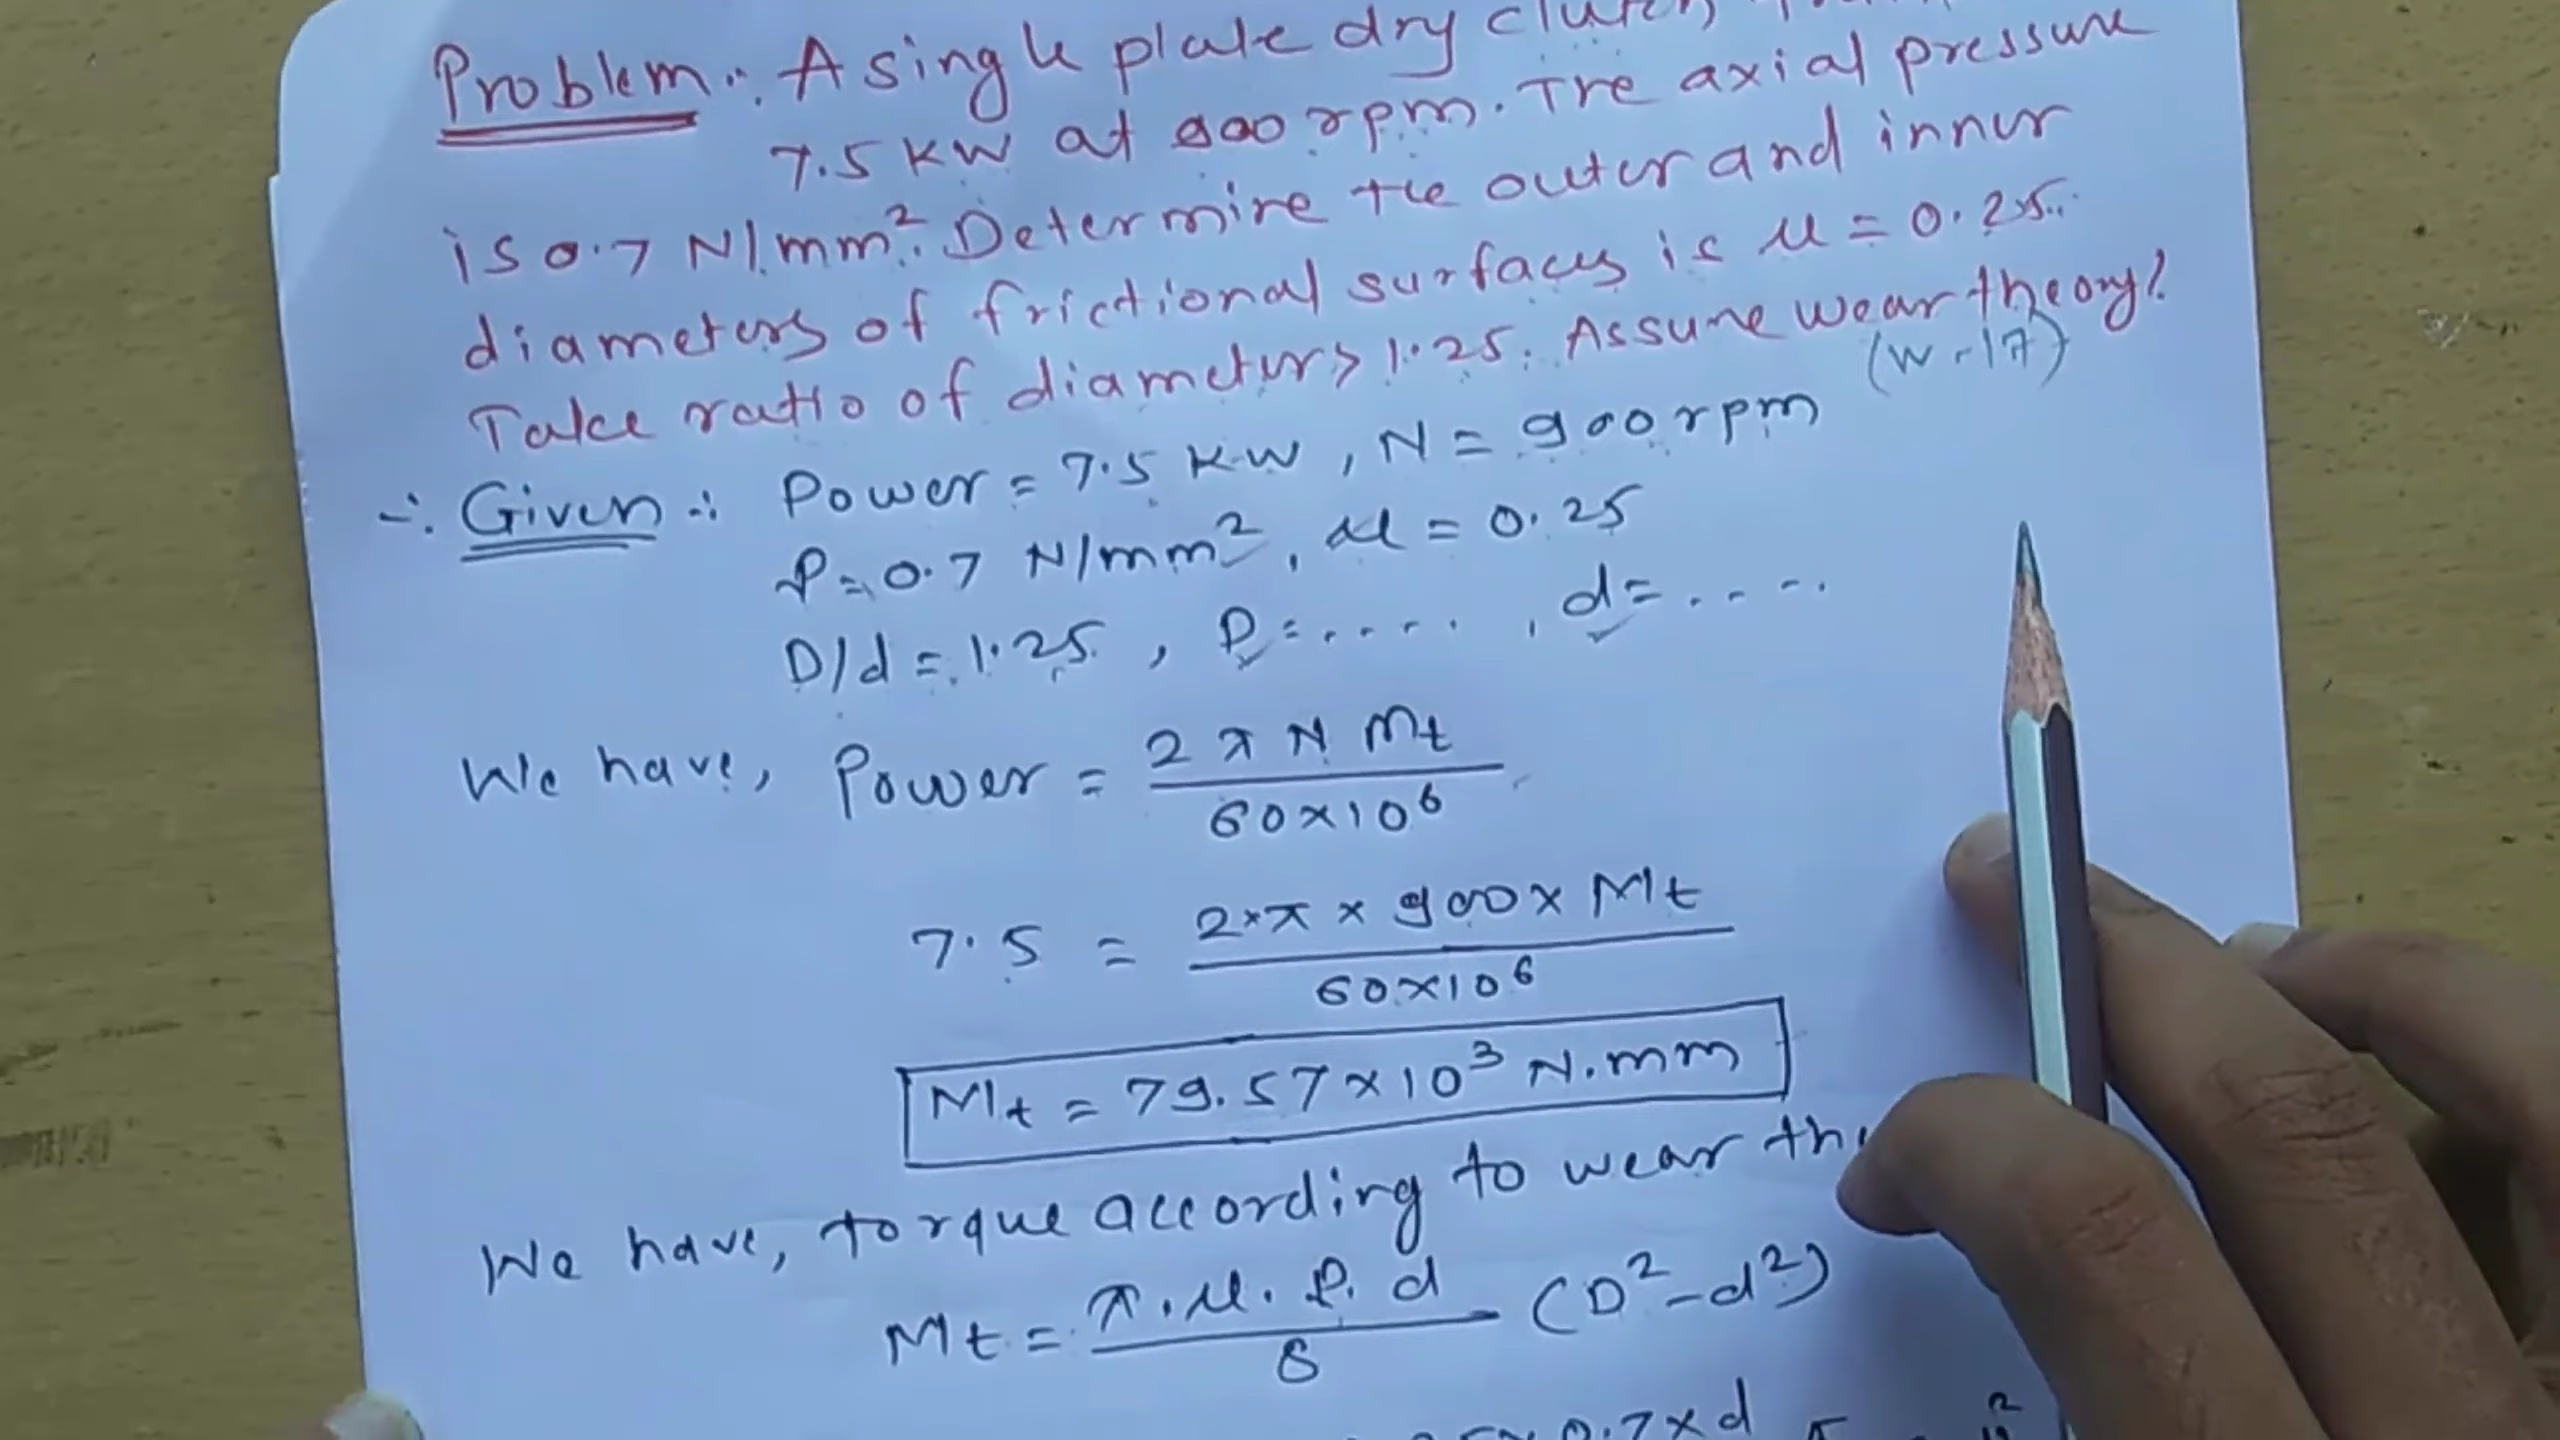 Problem :- A single plate dry clutch
7.5 KW at 900 rpm. The axial pressure
is 0.7 N/mm². Determine the outer and inner
diameters of frictional surfaces is μ = 0.25.
Take ratio of diameters 1.25. Assume wear theory?
(W-17)
∴ Given ∴ Power = 7.5 KW, N = 900 rpm
P = 0.7 N/mm², μ = 0.25
D/d = 1.25, D = ...., d = ....
We have, Power = 2 π N Mt / 60×10⁶
7.5 = 2×π×900×Mt / 60×10⁶
Mt = 79.57×10³ N.mm
We have, torque according to wear
Mt = π.μ.P.d / 8 (D²-d²)
0.7×d